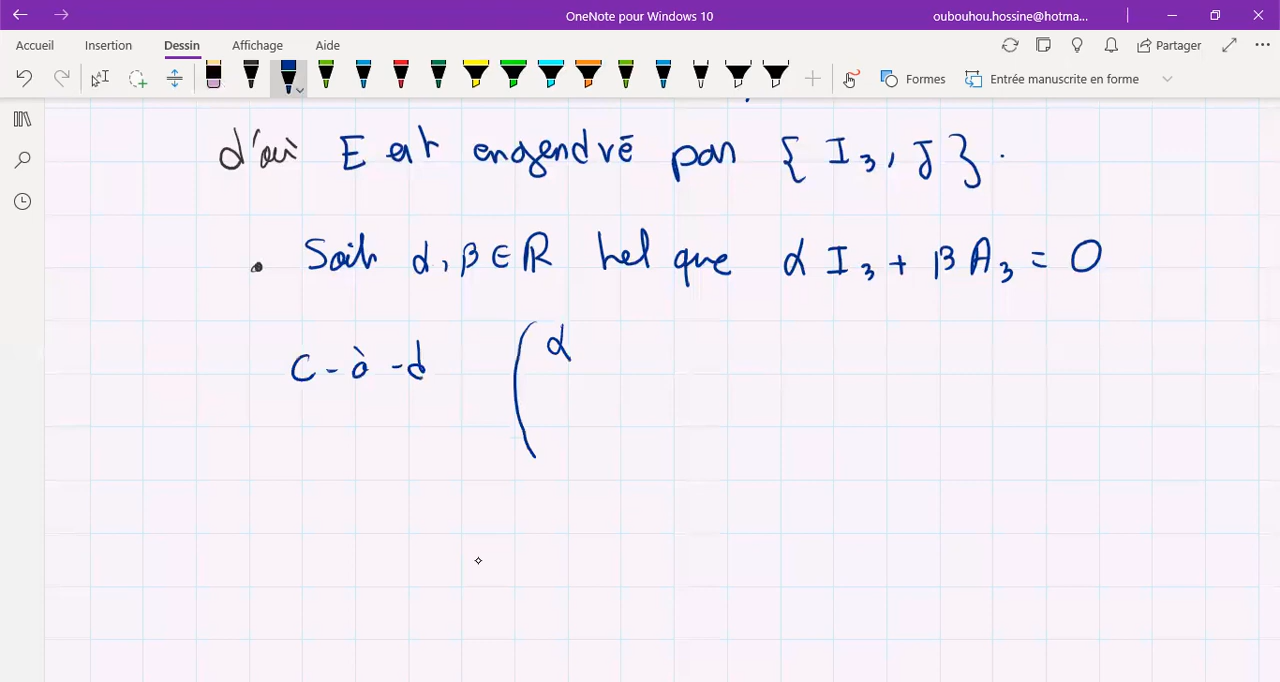 OneNote pour Windows 10
oubouhou.hossine@hotma...
Accueil Insertion Dessin Affichage Aide
Partager
Formes Entrée manuscrite en forme
d'où E est engendré par { I₃, J }.
• Soit α, β ∈ ℝ tel que α I₃ + β A₃ = 0
C-à-d ( α